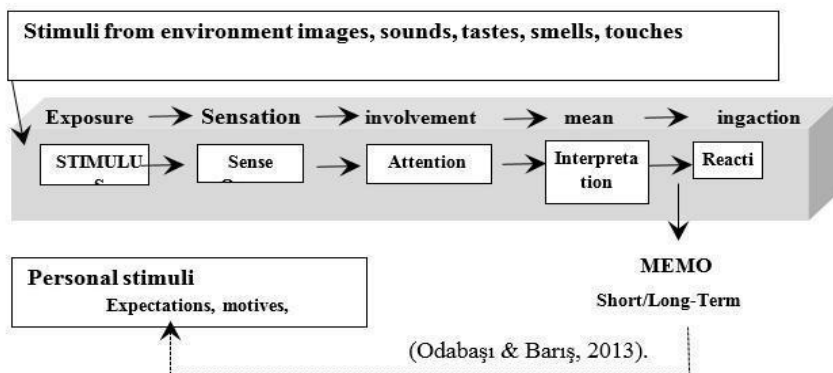 Stimuli from environment images, sounds, tastes, smells, touches
Exposure Sensation involvement mean ingaction
STIMULU Sense Attention Interpreta Reacti
tion
Personal stimuli
Expectations, motives,
MEMO
Short/Long-Term
(Odabaşı & Barış, 2013).